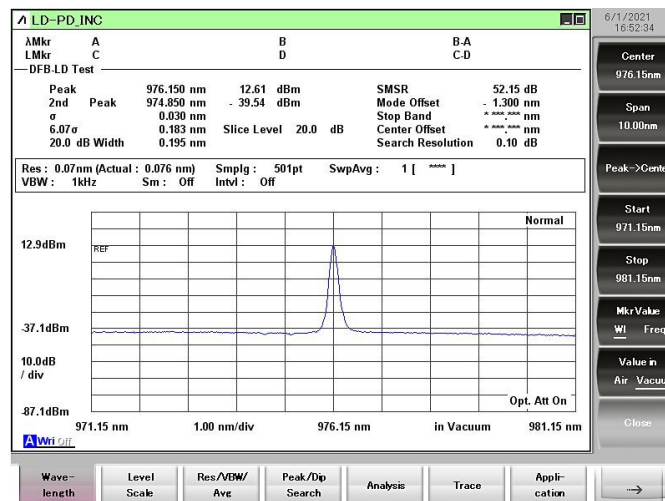 LD-PD_INC
6/1/2021
16:52:34
λMkr A B B-A
LMkr C D C-D
DFB-LD Test
Peak 976.150 nm 12.61 dBm SMSR 52.15 dB
2nd Peak 974.850 nm - 39.54 dBm Mode Offset - 1.300 nm
σ 0.030 nm Stop Band * ***.*** nm
6.07σ 0.183 nm Slice Level 20.0 dB Center Offset * ***.*** nm
20.0 dB Width 0.195 nm Search Resolution 0.10 dB
Res : 0.07nm (Actual : 0.076 nm) Smplg : 501pt SwpAvg : 1 [ **** ]
VBW : 1kHz Sm : Off Intvl : Off
Normal
12.9dBm
REF
-37.1dBm
10.0dB
/ div
Opt. Att On
-87.1dBm
971.15 nm 1.00 nm/div 976.15 nm in Vacuum 981.15 nm
A Wri Off
Center
976.15nm
Span
10.00nm
Peak->Cente
Start
971.15nm
Stop
981.15nm
MkrValue
Wl Freq
Value in
Air Vacuu
Close
Wave-
length
Level
Scale
Res/VBW/
Avg
Peak/Dip
Search
Analysis
Trace
Appli-
cation